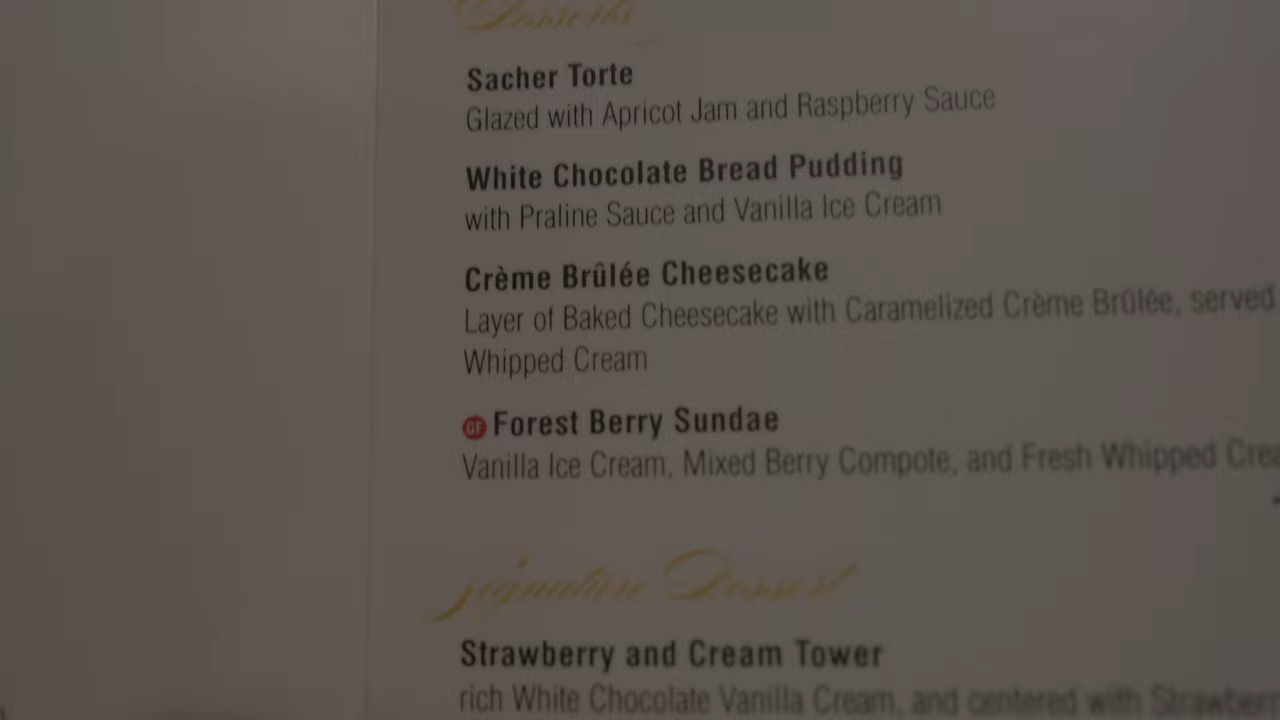 Desserts
Sacher Torte
Glazed with Apricot Jam and Raspberry Sauce
White Chocolate Bread Pudding
with Praline Sauce and Vanilla Ice Cream
Crème Brûlée Cheesecake
Layer of Baked Cheesecake with Caramelized Crème Brûlée, served
Whipped Cream
GF Forest Berry Sundae
Vanilla Ice Cream, Mixed Berry Compote, and Fresh Whipped
Signature Dessert
Strawberry and Cream Tower
rich White Chocolate Vanilla Cream, and centered with